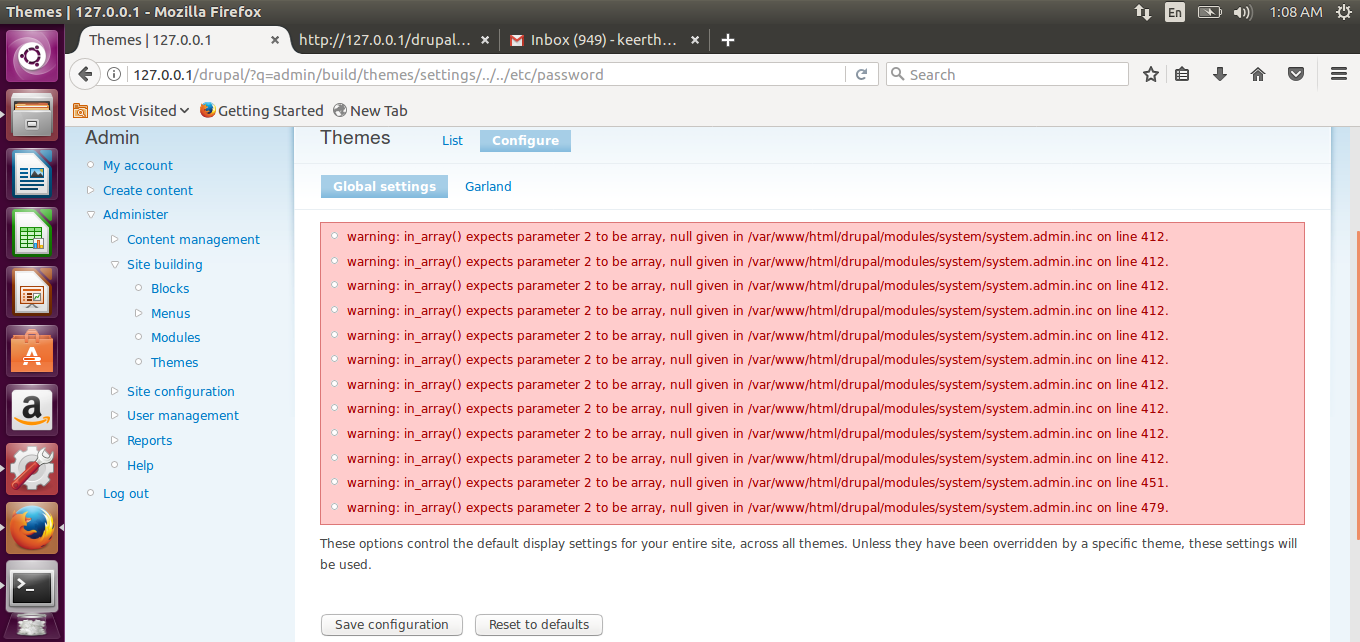 Themes | 127.0.0.1 - Mozilla Firefox
En
1:08 AM
Themes | 127.0.0.1
http://127.0.0.1/drupal...
Inbox (949) - keerth...
127.0.0.1/drupal/?q=admin/build/themes/settings/../../etc/password
Search
Most Visited
Getting Started
New Tab
Admin
My account
Create content
Administer
Content management
Site building
Blocks
Menus
Modules
Themes
Site configuration
User management
Reports
Help
Log out
Themes
List
Configure
Global settings
Garland
warning: in_array() expects parameter 2 to be array, null given in /var/www/html/drupal/modules/system/system.admin.inc on line 412.
warning: in_array() expects parameter 2 to be array, null given in /var/www/html/drupal/modules/system/system.admin.inc on line 412.
warning: in_array() expects parameter 2 to be array, null given in /var/www/html/drupal/modules/system/system.admin.inc on line 412.
warning: in_array() expects parameter 2 to be array, null given in /var/www/html/drupal/modules/system/system.admin.inc on line 412.
warning: in_array() expects parameter 2 to be array, null given in /var/www/html/drupal/modules/system/system.admin.inc on line 412.
warning: in_array() expects parameter 2 to be array, null given in /var/www/html/drupal/modules/system/system.admin.inc on line 412.
warning: in_array() expects parameter 2 to be array, null given in /var/www/html/drupal/modules/system/system.admin.inc on line 412.
warning: in_array() expects parameter 2 to be array, null given in /var/www/html/drupal/modules/system/system.admin.inc on line 412.
warning: in_array() expects parameter 2 to be array, null given in /var/www/html/drupal/modules/system/system.admin.inc on line 412.
warning: in_array() expects parameter 2 to be array, null given in /var/www/html/drupal/modules/system/system.admin.inc on line 412.
warning: in_array() expects parameter 2 to be array, null given in /var/www/html/drupal/modules/system/system.admin.inc on line 451.
warning: in_array() expects parameter 2 to be array, null given in /var/www/html/drupal/modules/system/system.admin.inc on line 479.
These options control the default display settings for your entire site, across all themes. Unless they have been overridden by a specific theme, these settings will
be used.
Save configuration
Reset to defaults